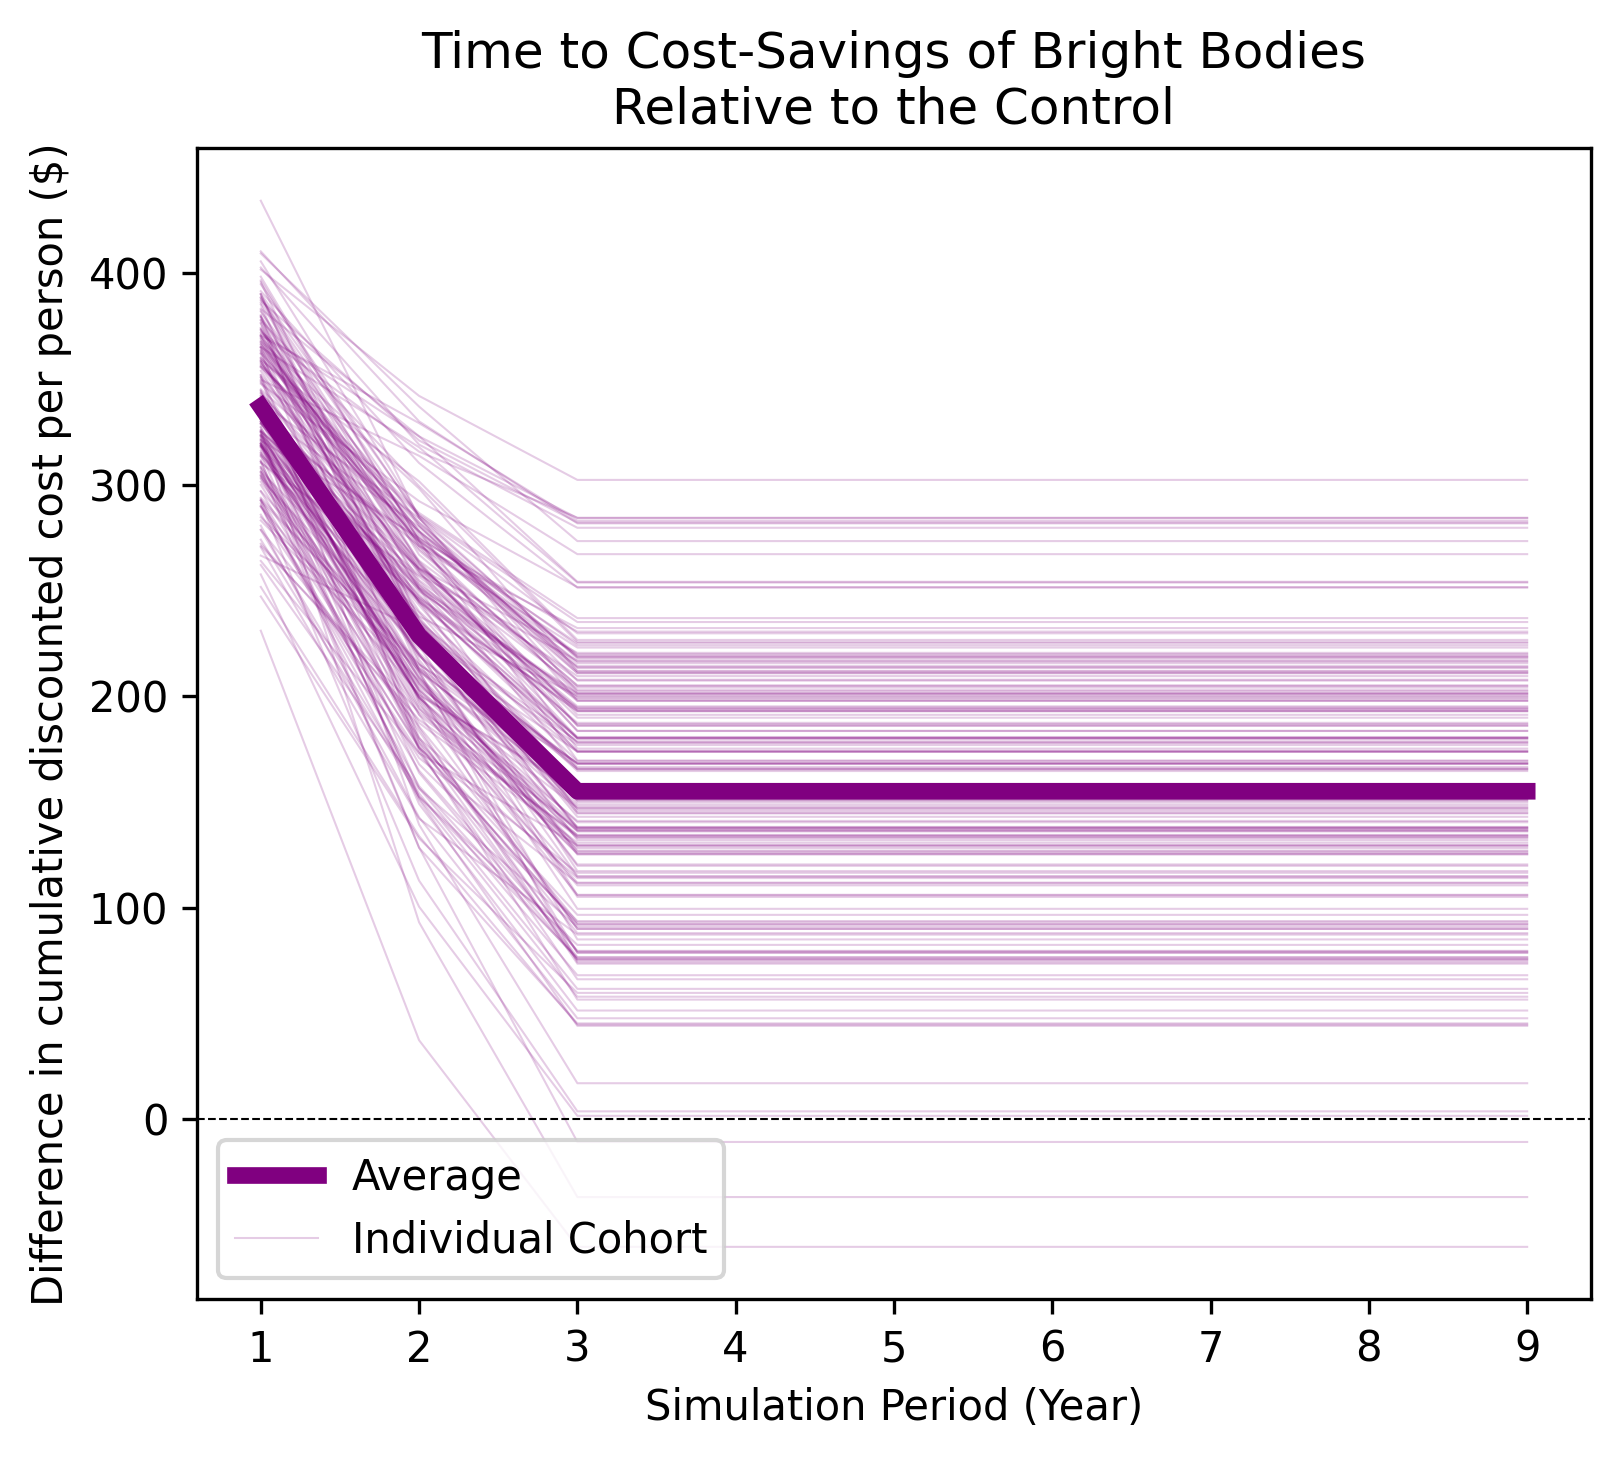 Time to Cost-Savings of Bright Bodies
Relative to the Control
Difference in cumulative discounted cost per person ($)
400
300
200
100
0
Average
Individual Cohort
1 2 3 4 5 6 7 8 9
Simulation Period (Year)